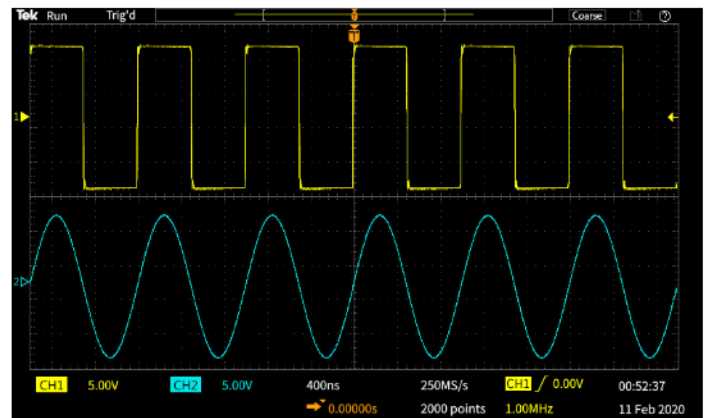 Tek Run Trig'd Coarse
T
1
2
CH1 5.00V CH2 5.00V 400ns 250MS/s CH1 0.00V 00:52:37
0.00000s 2000 points 1.00MHz 11 Feb 2020